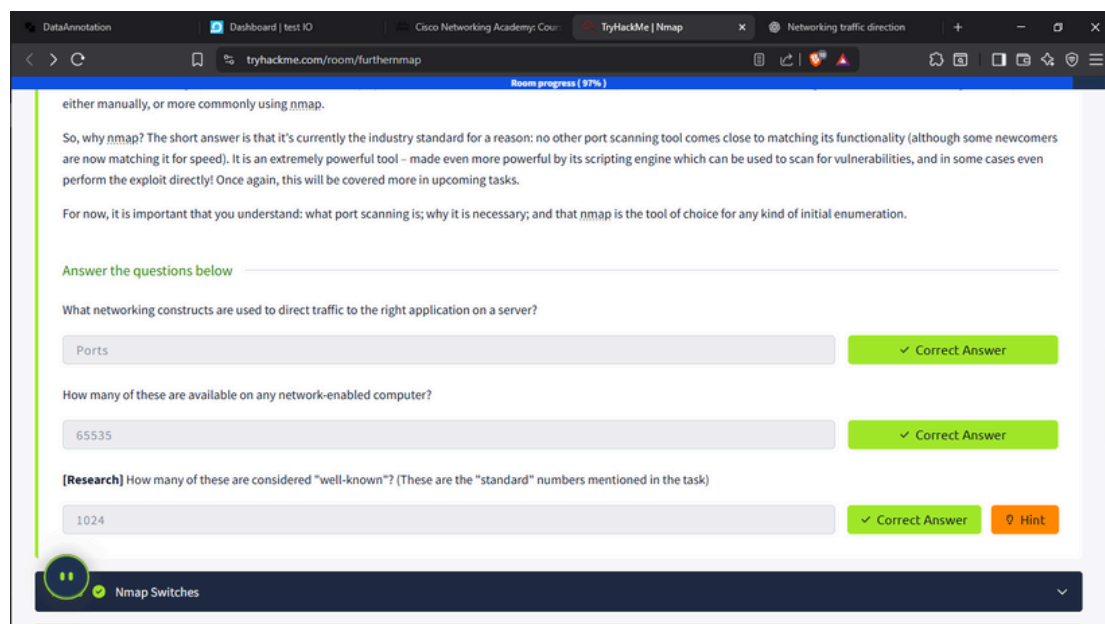 DataAnnotation
Dashboard | test IO
Cisco Networking Academy: Cour
TryHackMe | Nmap
Networking traffic direction
tryhackme.com/room/furthernmap
Room progress ( 97% )
either manually, or more commonly using nmap.
So, why nmap? The short answer is that it's currently the industry standard for a reason: no other port scanning tool comes close to matching its functionality (although some newcomers
are now matching it for speed). It is an extremely powerful tool – made even more powerful by its scripting engine which can be used to scan for vulnerabilities, and in some cases even
perform the exploit directly! Once again, this will be covered more in upcoming tasks.
For now, it is important that you understand: what port scanning is; why it is necessary; and that nmap is the tool of choice for any kind of initial enumeration.
Answer the questions below
What networking constructs are used to direct traffic to the right application on a server?
Ports
Correct Answer
How many of these are available on any network-enabled computer?
65535
Correct Answer
[Research] How many of these are considered "well-known"? (These are the "standard" numbers mentioned in the task)
1024
Correct Answer
Hint
Nmap Switches